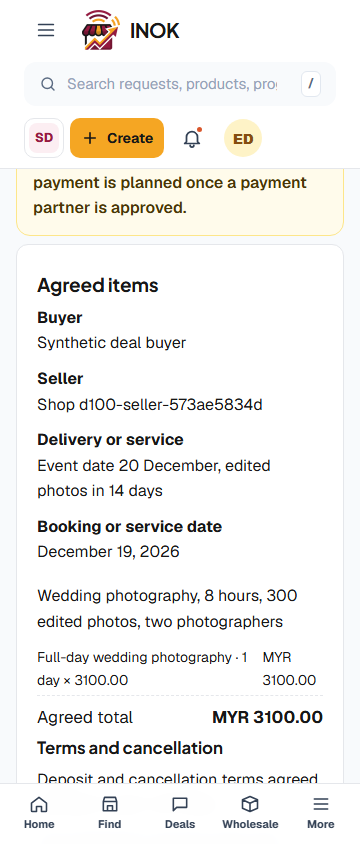 INOK
Search requests, products, pro
/
SD
+ Create
ED
payment is planned once a payment
partner is approved.
Agreed items
Buyer
Synthetic deal buyer
Seller
Shop d100-seller-573ae5834d
Delivery or service
Event date 20 December, edited
photos in 14 days
Booking or service date
December 19, 2026
Wedding photography, 8 hours, 300
edited photos, two photographers
Full-day wedding photography · 1 MYR
day × 3100.00 3100.00
Agreed total MYR 3100.00
Terms and cancellation
Deposit and cancellation terms agreed
Home Find Deals Wholesale More